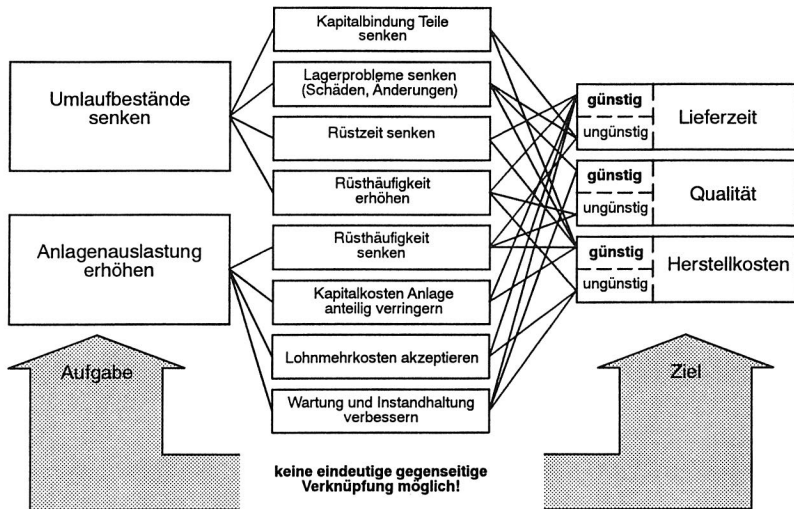 Kapitalbindung Teile
senken
Lagerprobleme senken
(Schäden, Änderungen)
Umlaufbestände
senken
Rüstzeit senken
Rüsthäufigkeit
erhöhen
Anlagenauslastung
erhöhen
Rüsthäufigkeit
senken
Kapitalkosten Anlage
anteilig verringern
Lohnmehrkosten akzeptieren
Wartung und Instandhaltung
verbessern
günstig
ungünstig
Lieferzeit
günstig
ungünstig
Qualität
günstig
ungünstig
Herstellkosten
Aufgabe
Ziel
keine eindeutige gegenseitige
Verknüpfung möglich!